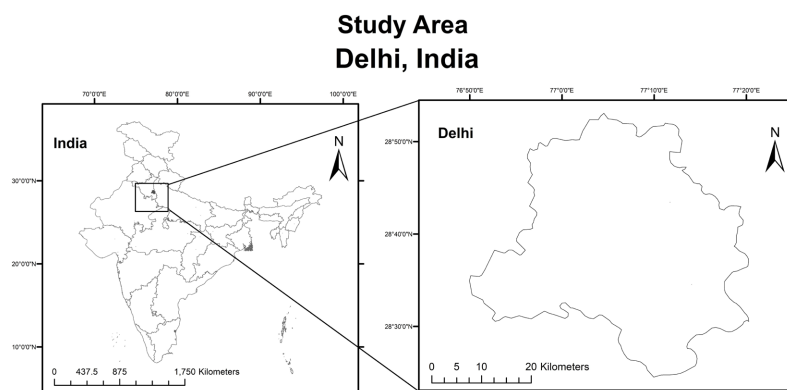 Study Area
Delhi, India
70°0'0"E 80°0'0"E 90°0'0"E 100°0'0"E
India
N
30°0'0"N
20°0'0"N
10°0'0"N
0 437.5 875 1,750 Kilometers
76°50'0"E 77°0'0"E 77°10'0"E 77°20'0"E
Delhi
N
28°50'0"N
28°40'0"N
28°30'0"N
0 5 10 20 Kilometers